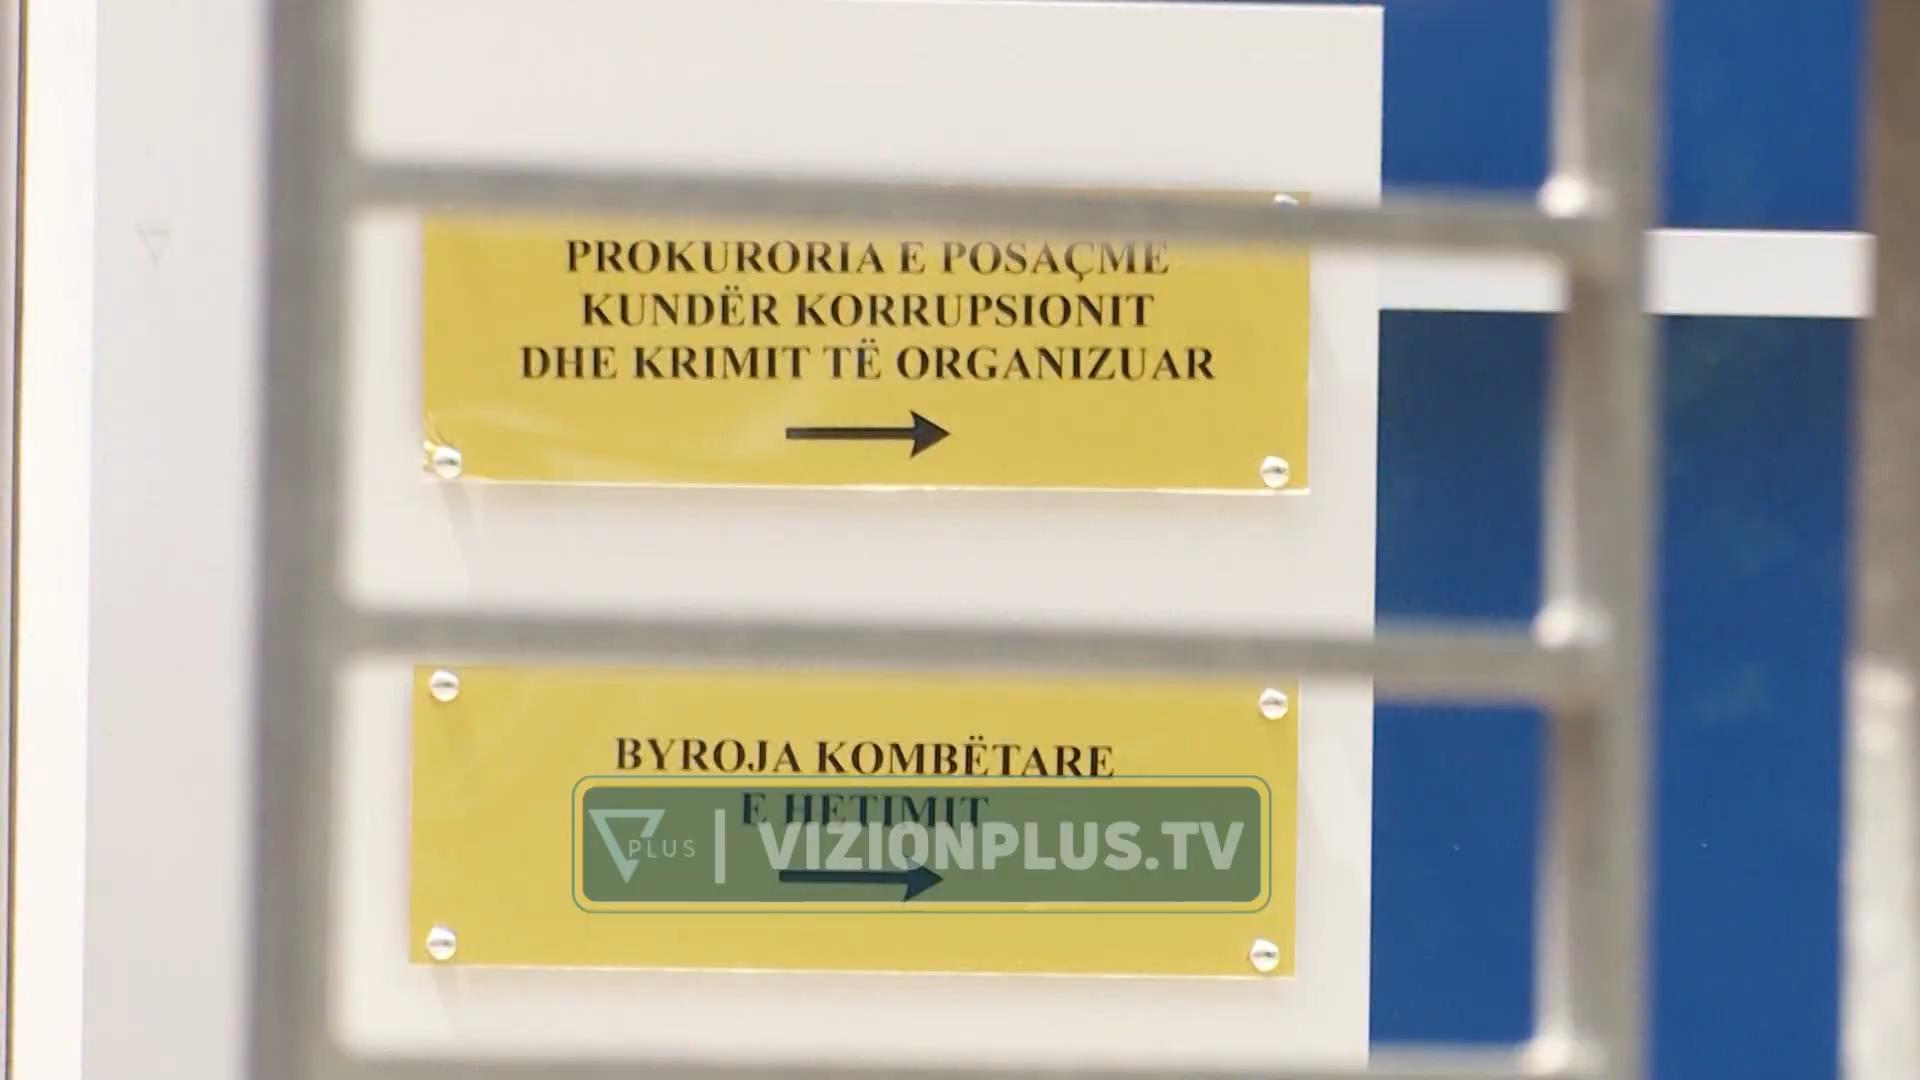 PROKURORIA E POSAÇME
KUNDËR KORRUPSIONIT
DHE KRIMIT TË ORGANIZUAR
BYROJA KOMBËTARE
E HETIMIT
PLUS | VIZIONPLUS.TV